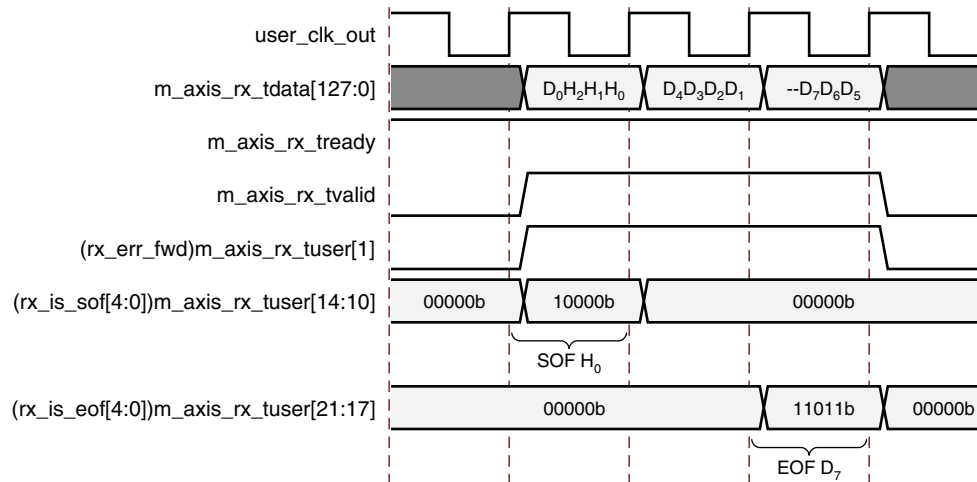 user_clk_out
m_axis_rx_tdata[127:0] D₀H₂H₁H₀ D₄D₃D₂D₁ --D₇D₆D₅
m_axis_rx_tready
m_axis_rx_tvalid
(rx_err_fwd)m_axis_rx_tuser[1]
(rx_is_sof[4:0])m_axis_rx_tuser[14:10] 00000b 10000b 00000b
SOF H₀
(rx_is_eof[4:0])m_axis_rx_tuser[21:17] 00000b 11011b 00000b
EOF D₇